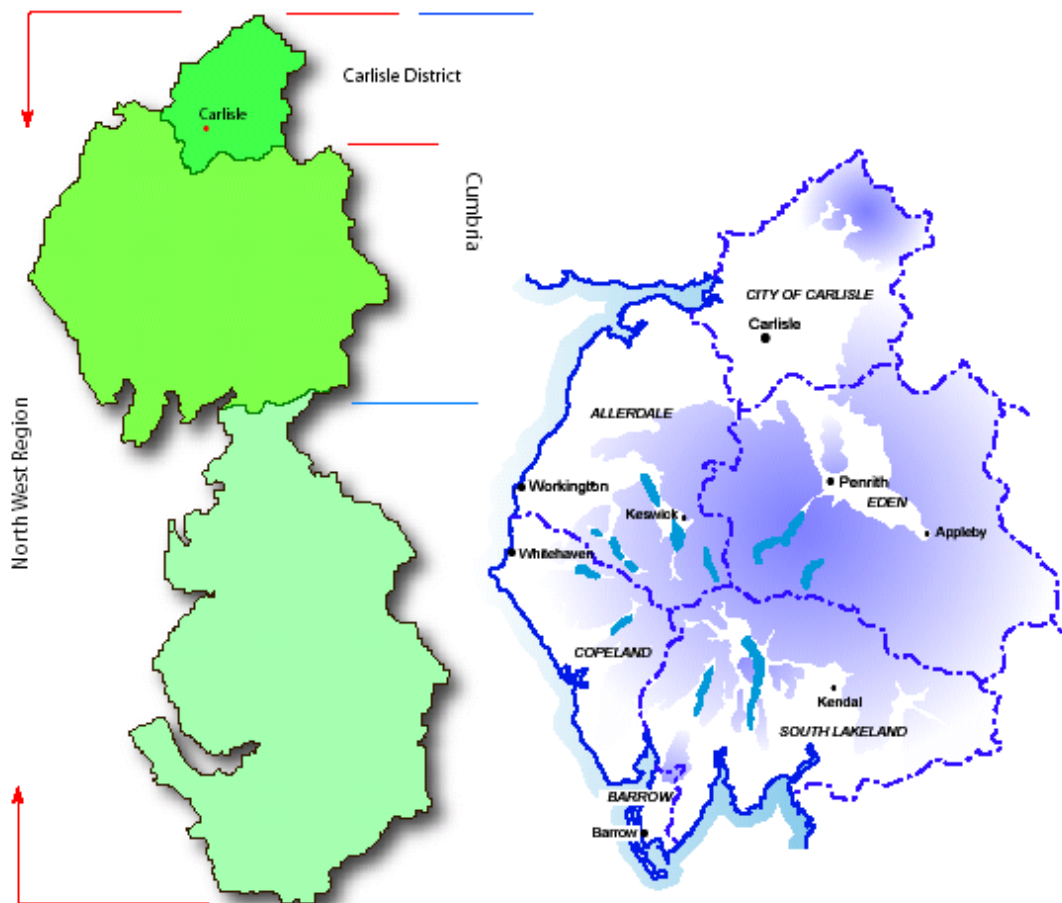 Carlisle District
Carlisle
Cumbria
North West Region
CITY OF CARLISLE
Carlisle
ALLERDALE
Workington
Penrith
EDEN
Keswick
Appleby
Whitehaven
COPELAND
Kendal
SOUTH LAKELAND
BARROW
Barrow